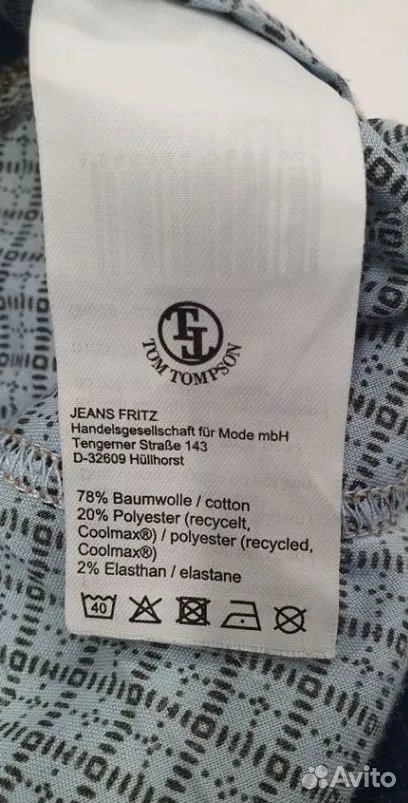 TT
TOM TOMPSON
JEANS FRITZ
Handelsgesellschaft für Mode mbH
Tengerner Straße 143
D-32609 Hüllhorst
78% Baumwolle / cotton
20% Polyester (recycelt,
Coolmax®) / polyester (recycled,
Coolmax®)
2% Elasthan / elastane
40
Avito